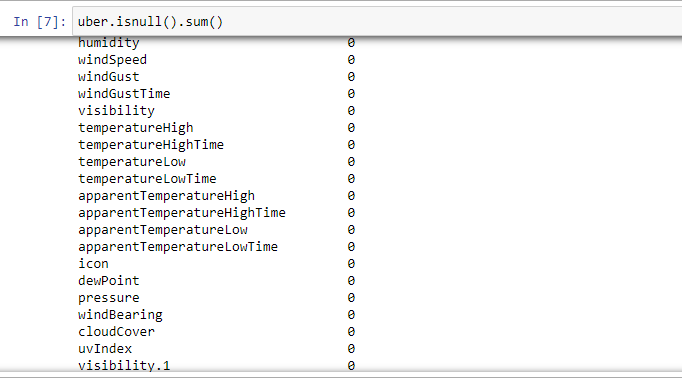 In [7]: uber.isnull().sum()
humidity 0
windSpeed 0
windGust 0
windGustTime 0
visibility 0
temperatureHigh 0
temperatureHighTime 0
temperatureLow 0
temperatureLowTime 0
apparentTemperatureHigh 0
apparentTemperatureHighTime 0
apparentTemperatureLow 0
apparentTemperatureLowTime 0
icon 0
dewPoint 0
pressure 0
windBearing 0
cloudCover 0
uvIndex 0
visibility.1 0